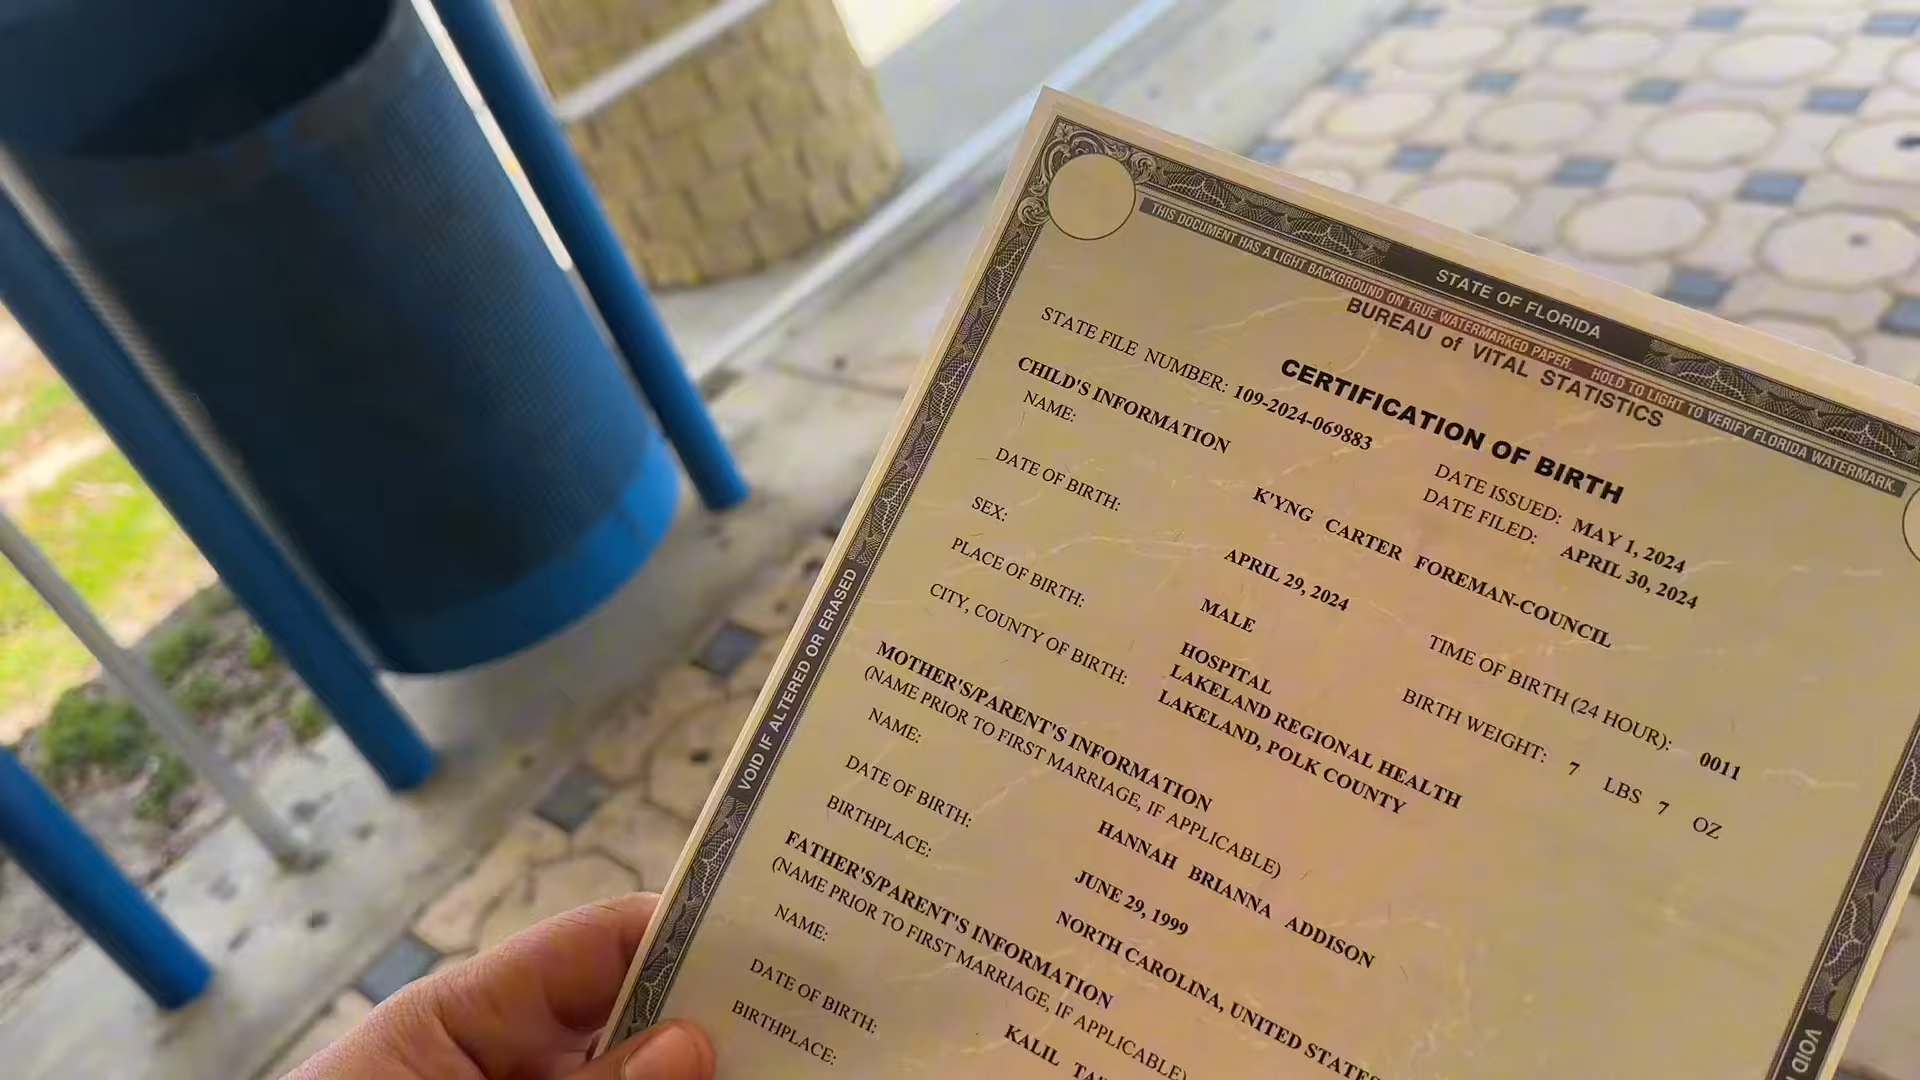 STATE OF FLORIDA
THIS DOCUMENT HAS A LIGHT BACKGROUND ON TRUE WATERMARKED PAPER. HOLD TO LIGHT TO VERIFY FLORIDA WATERMARK.
BUREAU of VITAL STATISTICS
CERTIFICATION OF BIRTH
STATE FILE NUMBER: 109-2024-069883
DATE ISSUED: MAY 1, 2024
CHILD'S INFORMATION
DATE FILED: APRIL 30, 2024
NAME: K'YNG CARTER FOREMAN-COUNCIL
DATE OF BIRTH: APRIL 29, 2024 TIME OF BIRTH (24 HOUR): 0011
SEX: MALE BIRTH WEIGHT: 7 LBS 7 OZ
PLACE OF BIRTH: HOSPITAL
LAKELAND REGIONAL HEALTH
CITY, COUNTY OF BIRTH: LAKELAND, POLK COUNTY
MOTHER'S/PARENT'S INFORMATION
(NAME PRIOR TO FIRST MARRIAGE, IF APPLICABLE)
NAME: HANNAH BRIANNA ADDISON
DATE OF BIRTH: JUNE 29, 1999
BIRTHPLACE: NORTH CAROLINA, UNITED STATES
FATHER'S/PARENT'S INFORMATION
(NAME PRIOR TO FIRST MARRIAGE, IF APPLICABLE)
NAME: KALIL
DATE OF BIRTH:
BIRTHPLACE:
VOID IF ALTERED OR ERASED
VOID